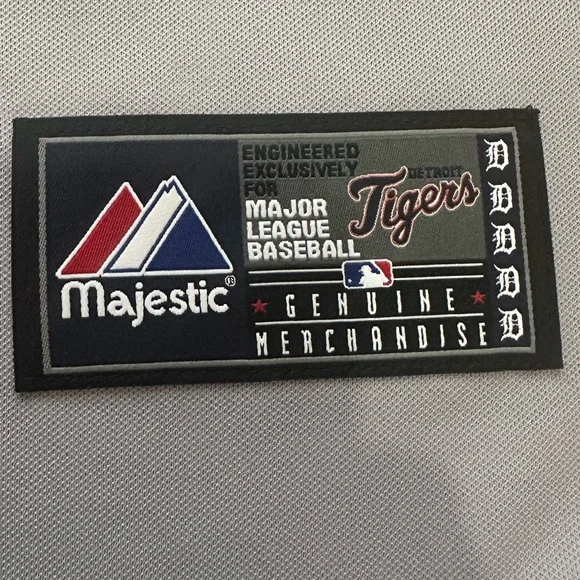 Majestic®
ENGINEERED
EXCLUSIVELY
FOR
MAJOR
LEAGUE
BASEBALL
DETROIT
Tigers
GENUINE
MERCHANDISE
D
D
D
D
D